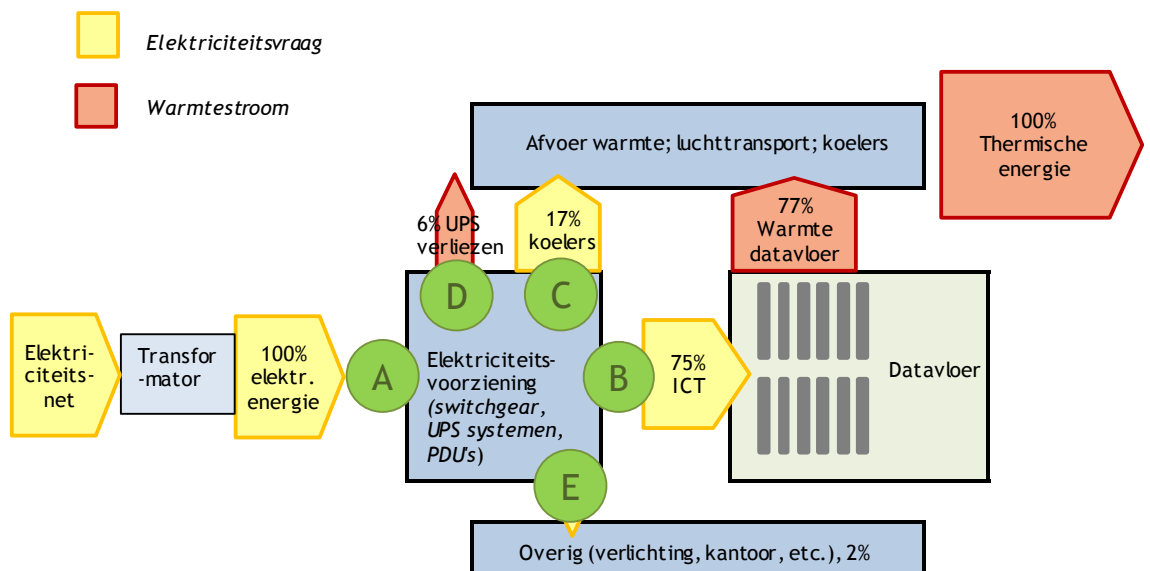 Elektriciteitsvraag
Warmtestroom
Afvoer warmte; luchttransport; koelers
100%
Thermische
energie
6% UPS
verliezen
17%
koelers
77%
Warmte
datavloer
D
C
Elektri-
citeits-
net
Transfor
-mator
100%
elektr.
energie
A
Elektriciteits-
voorziening
(switchgear,
UPS systemen,
PDU's)
B
75%
ICT
Datavloer
E
Overig (verlichting, kantoor, etc.), 2%